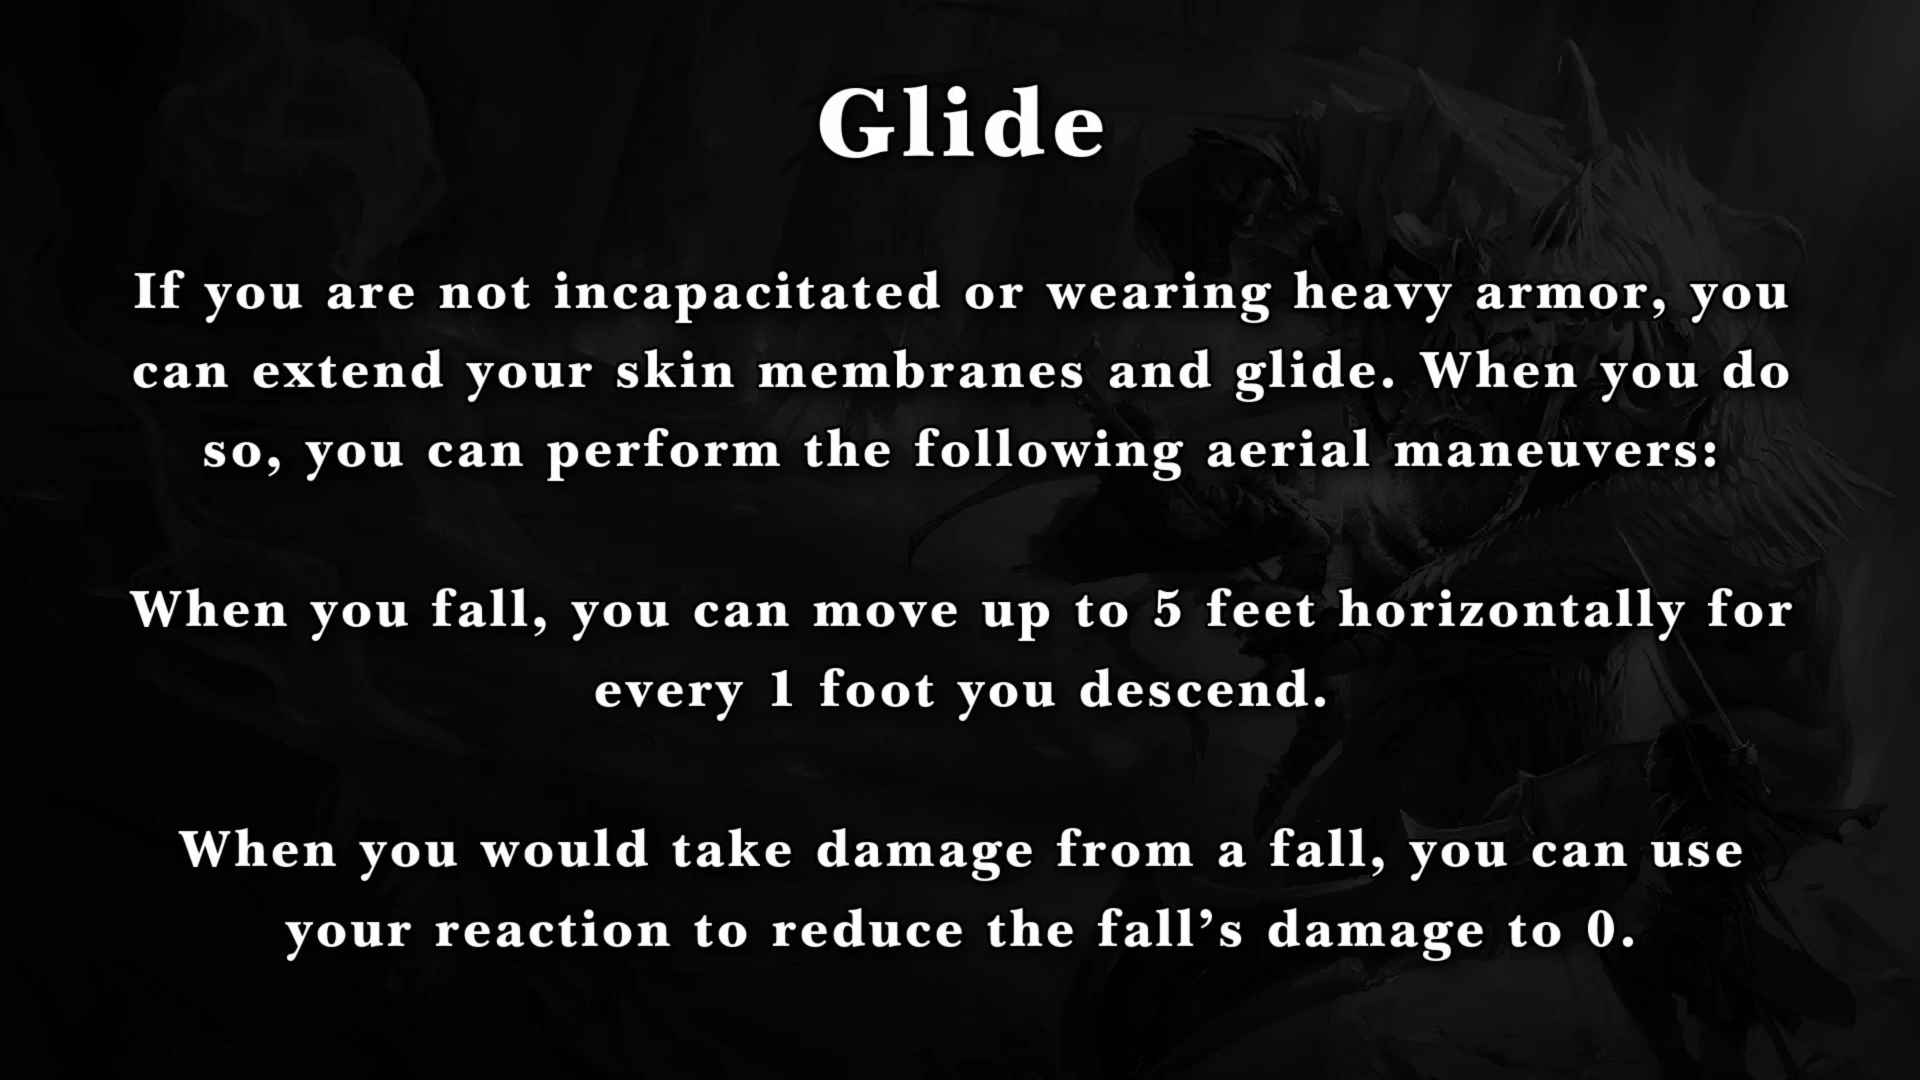 Glide
If you are not incapacitated or wearing heavy armor, you
can extend your skin membranes and glide. When you do
so, you can perform the following aerial maneuvers:
When you fall, you can move up to 5 feet horizontally for
every 1 foot you descend.
When you would take damage from a fall, you can use
your reaction to reduce the fall’s damage to 0.